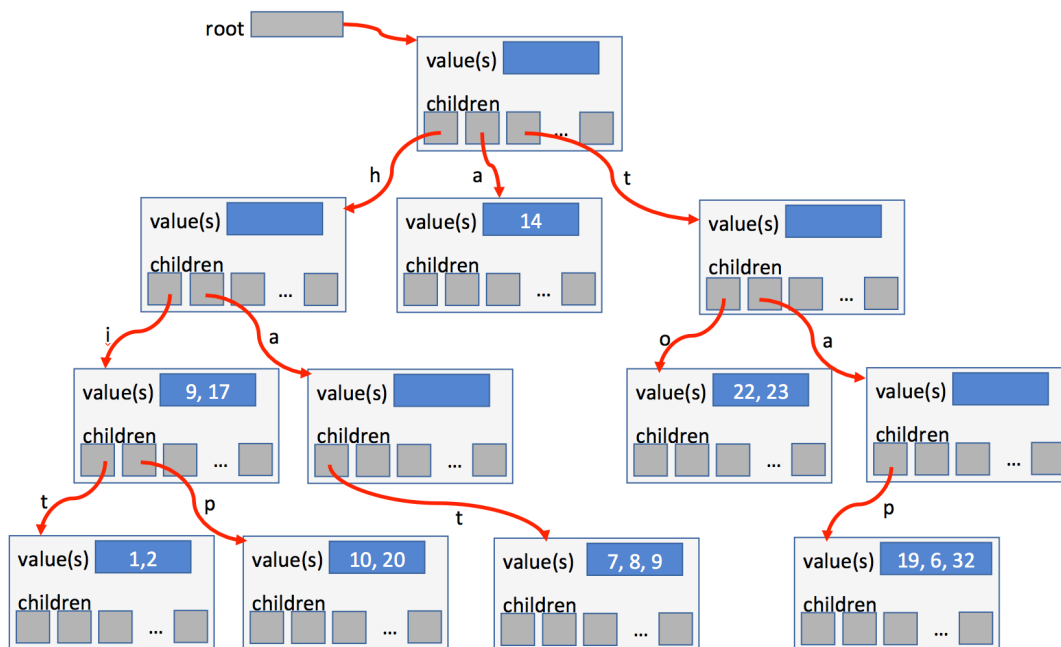 root
value(s)
children
...
h a t
value(s)
children
...
value(s) 14
children
...
value(s)
children
...
i a o a
value(s) 9, 17
children
...
value(s)
children
...
value(s) 22, 23
children
...
value(s)
children
...
t p t p
value(s) 1,2
children
...
value(s) 10, 20
children
...
value(s) 7, 8, 9
children
...
value(s) 19, 6, 32
children
...